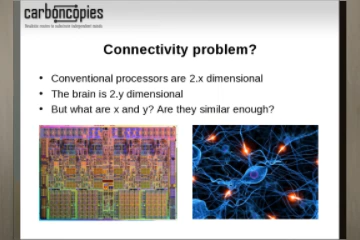 carboncopies
Connectivity problem?
• Conventional processors are 2.x dimensional
• The brain is 2.y dimensional
• But what are x and y? Are they similar enough?